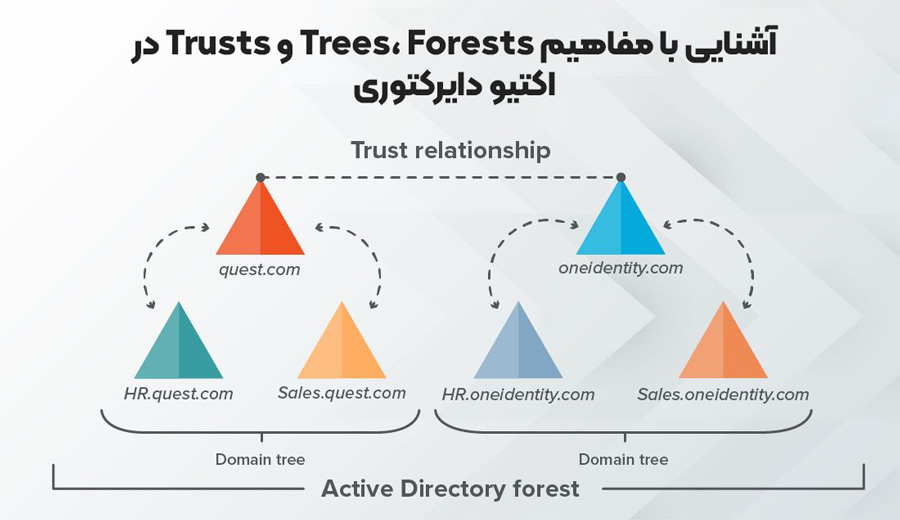 آشنایی با مفاهیم Trees، Forests و Trusts در
اکتیو دایرکتوری
Trust relationship
quest.com
oneidentity.com
HR.quest.com
Sales.quest.com
HR.oneidentity.com
Sales.oneidentity.com
Domain tree
Domain tree
Active Directory forest